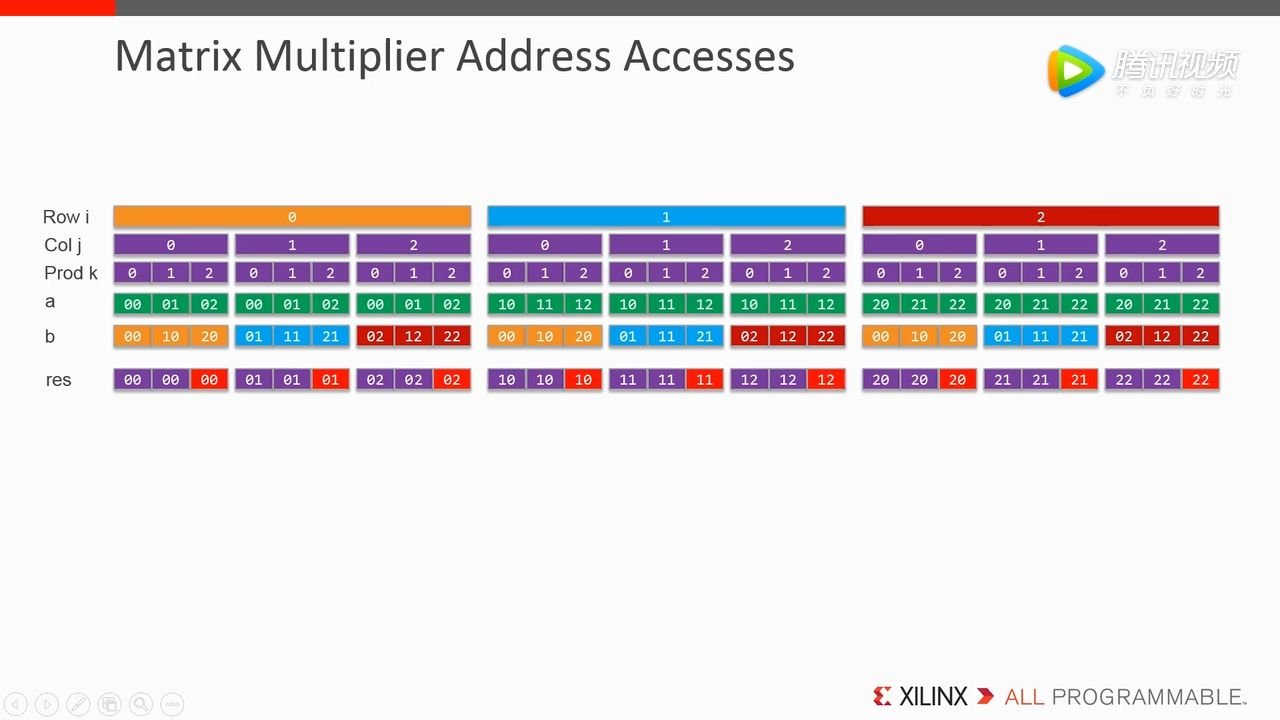 Matrix Multiplier Address Accesses
腾讯视频
不负好时光
Row i 0 1 2
Col j 0 1 2 0 1 2 0 1 2
Prod k 0 1 2 0 1 2 0 1 2 0 1 2 0 1 2 0 1 2 0 1 2 0 1 2 0 1 2
a 00 01 02 00 01 02 00 01 02 10 11 12 10 11 12 10 11 12 20 21 22 20 21 22 20 21 22
b 00 10 20 01 11 21 02 12 22 00 10 20 01 11 21 02 12 22 00 10 20 01 11 21 02 12 22
res 00 00 00 01 01 01 02 02 02 10 10 10 11 11 11 12 12 12 20 20 20 21 21 21 22 22 22
XILINX ALL PROGRAMMABLE™